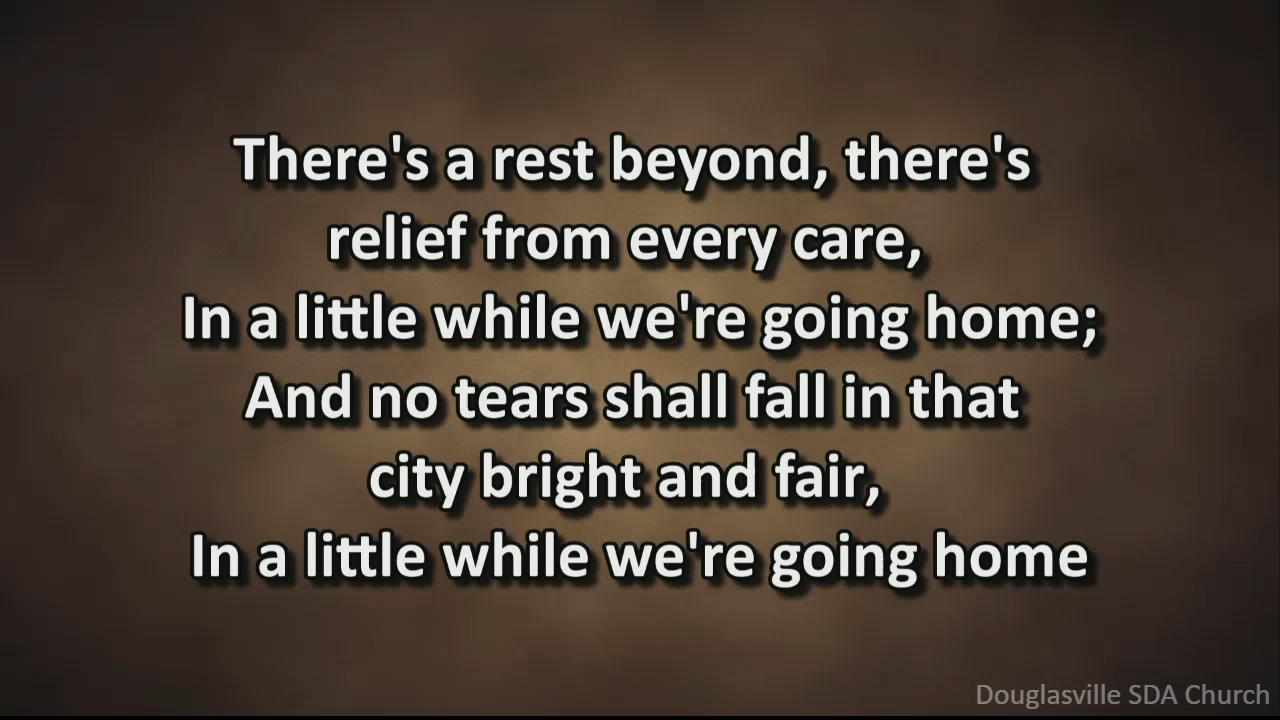 There's a rest beyond, there's
relief from every care,
In a little while we're going home;
And no tears shall fall in that
city bright and fair,
In a little while we're going home
Douglasville SDA Church